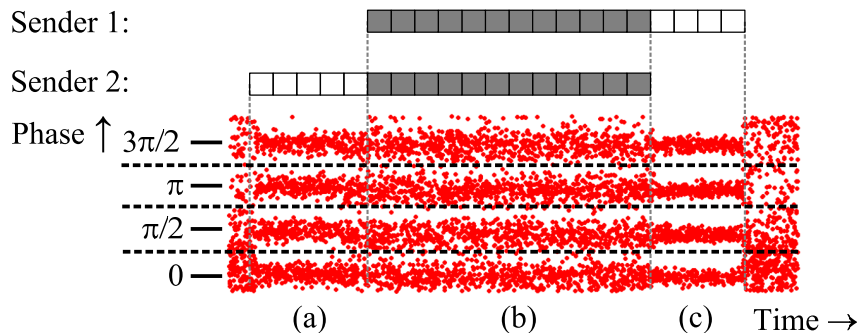 Sender 1:
Sender 2:
Phase ↑
3π/2
π
π/2
0
(a) (b) (c) Time →